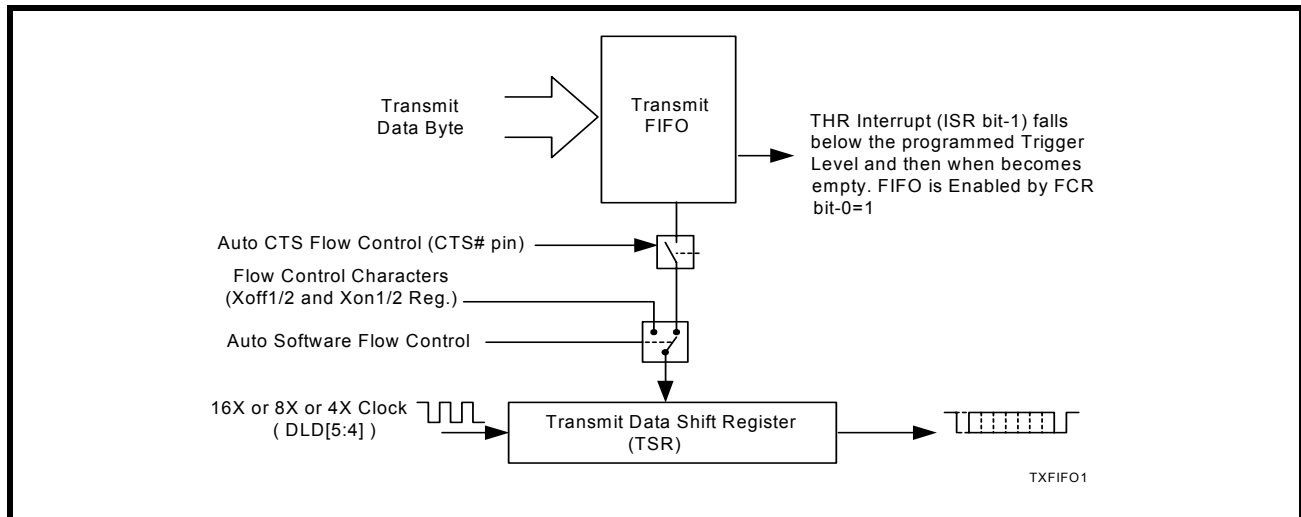 Transmit
Data Byte
Transmit
FIFO
THR Interrupt (ISR bit-1) falls
below the programmed Trigger
Level and then when becomes
empty. FIFO is Enabled by FCR
bit-0=1
Auto CTS Flow Control (CTS# pin)
Flow Control Characters
(Xoff1/2 and Xon1/2 Reg.)
Auto Software Flow Control
16X or 8X or 4X Clock
( DLD[5:4] )
Transmit Data Shift Register
(TSR)
TXFIFO1